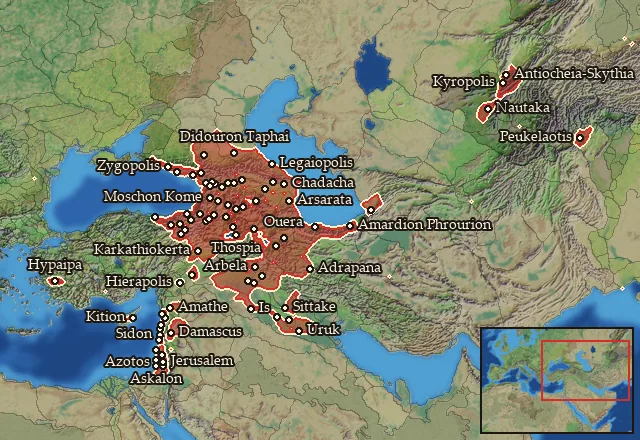 Antiocheia-Skythia
Kyropolis
Nautaka
Peukelaotis
Didouron Taphai
Zygopolis
Legaiopolis
Chadacha
Moschon Kome
Arsarata
Ouera
Amardion Phrourion
Karkathiokerta
Thospia
Hypaipa
Arbela
Adrapana
Hierapolis
Kition
Amathe
Is
Sittake
Sidon
Damascus
Uruk
Azotos
Jerusalem
Askalon